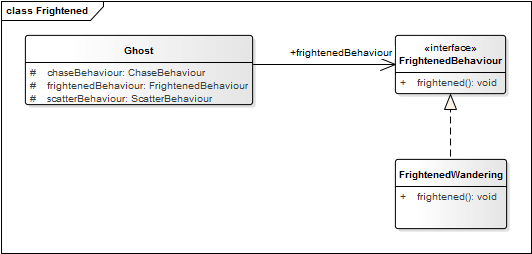 class Frightened
Ghost
# chaseBehaviour: ChaseBehaviour
# frightenedBehaviour: FrightenedBehaviour
# scatterBehaviour: ScatterBehaviour
+frightenedBehaviour
«interface»
FrightenedBehaviour
+ frightened(): void
FrightenedWandering
+ frightened(): void